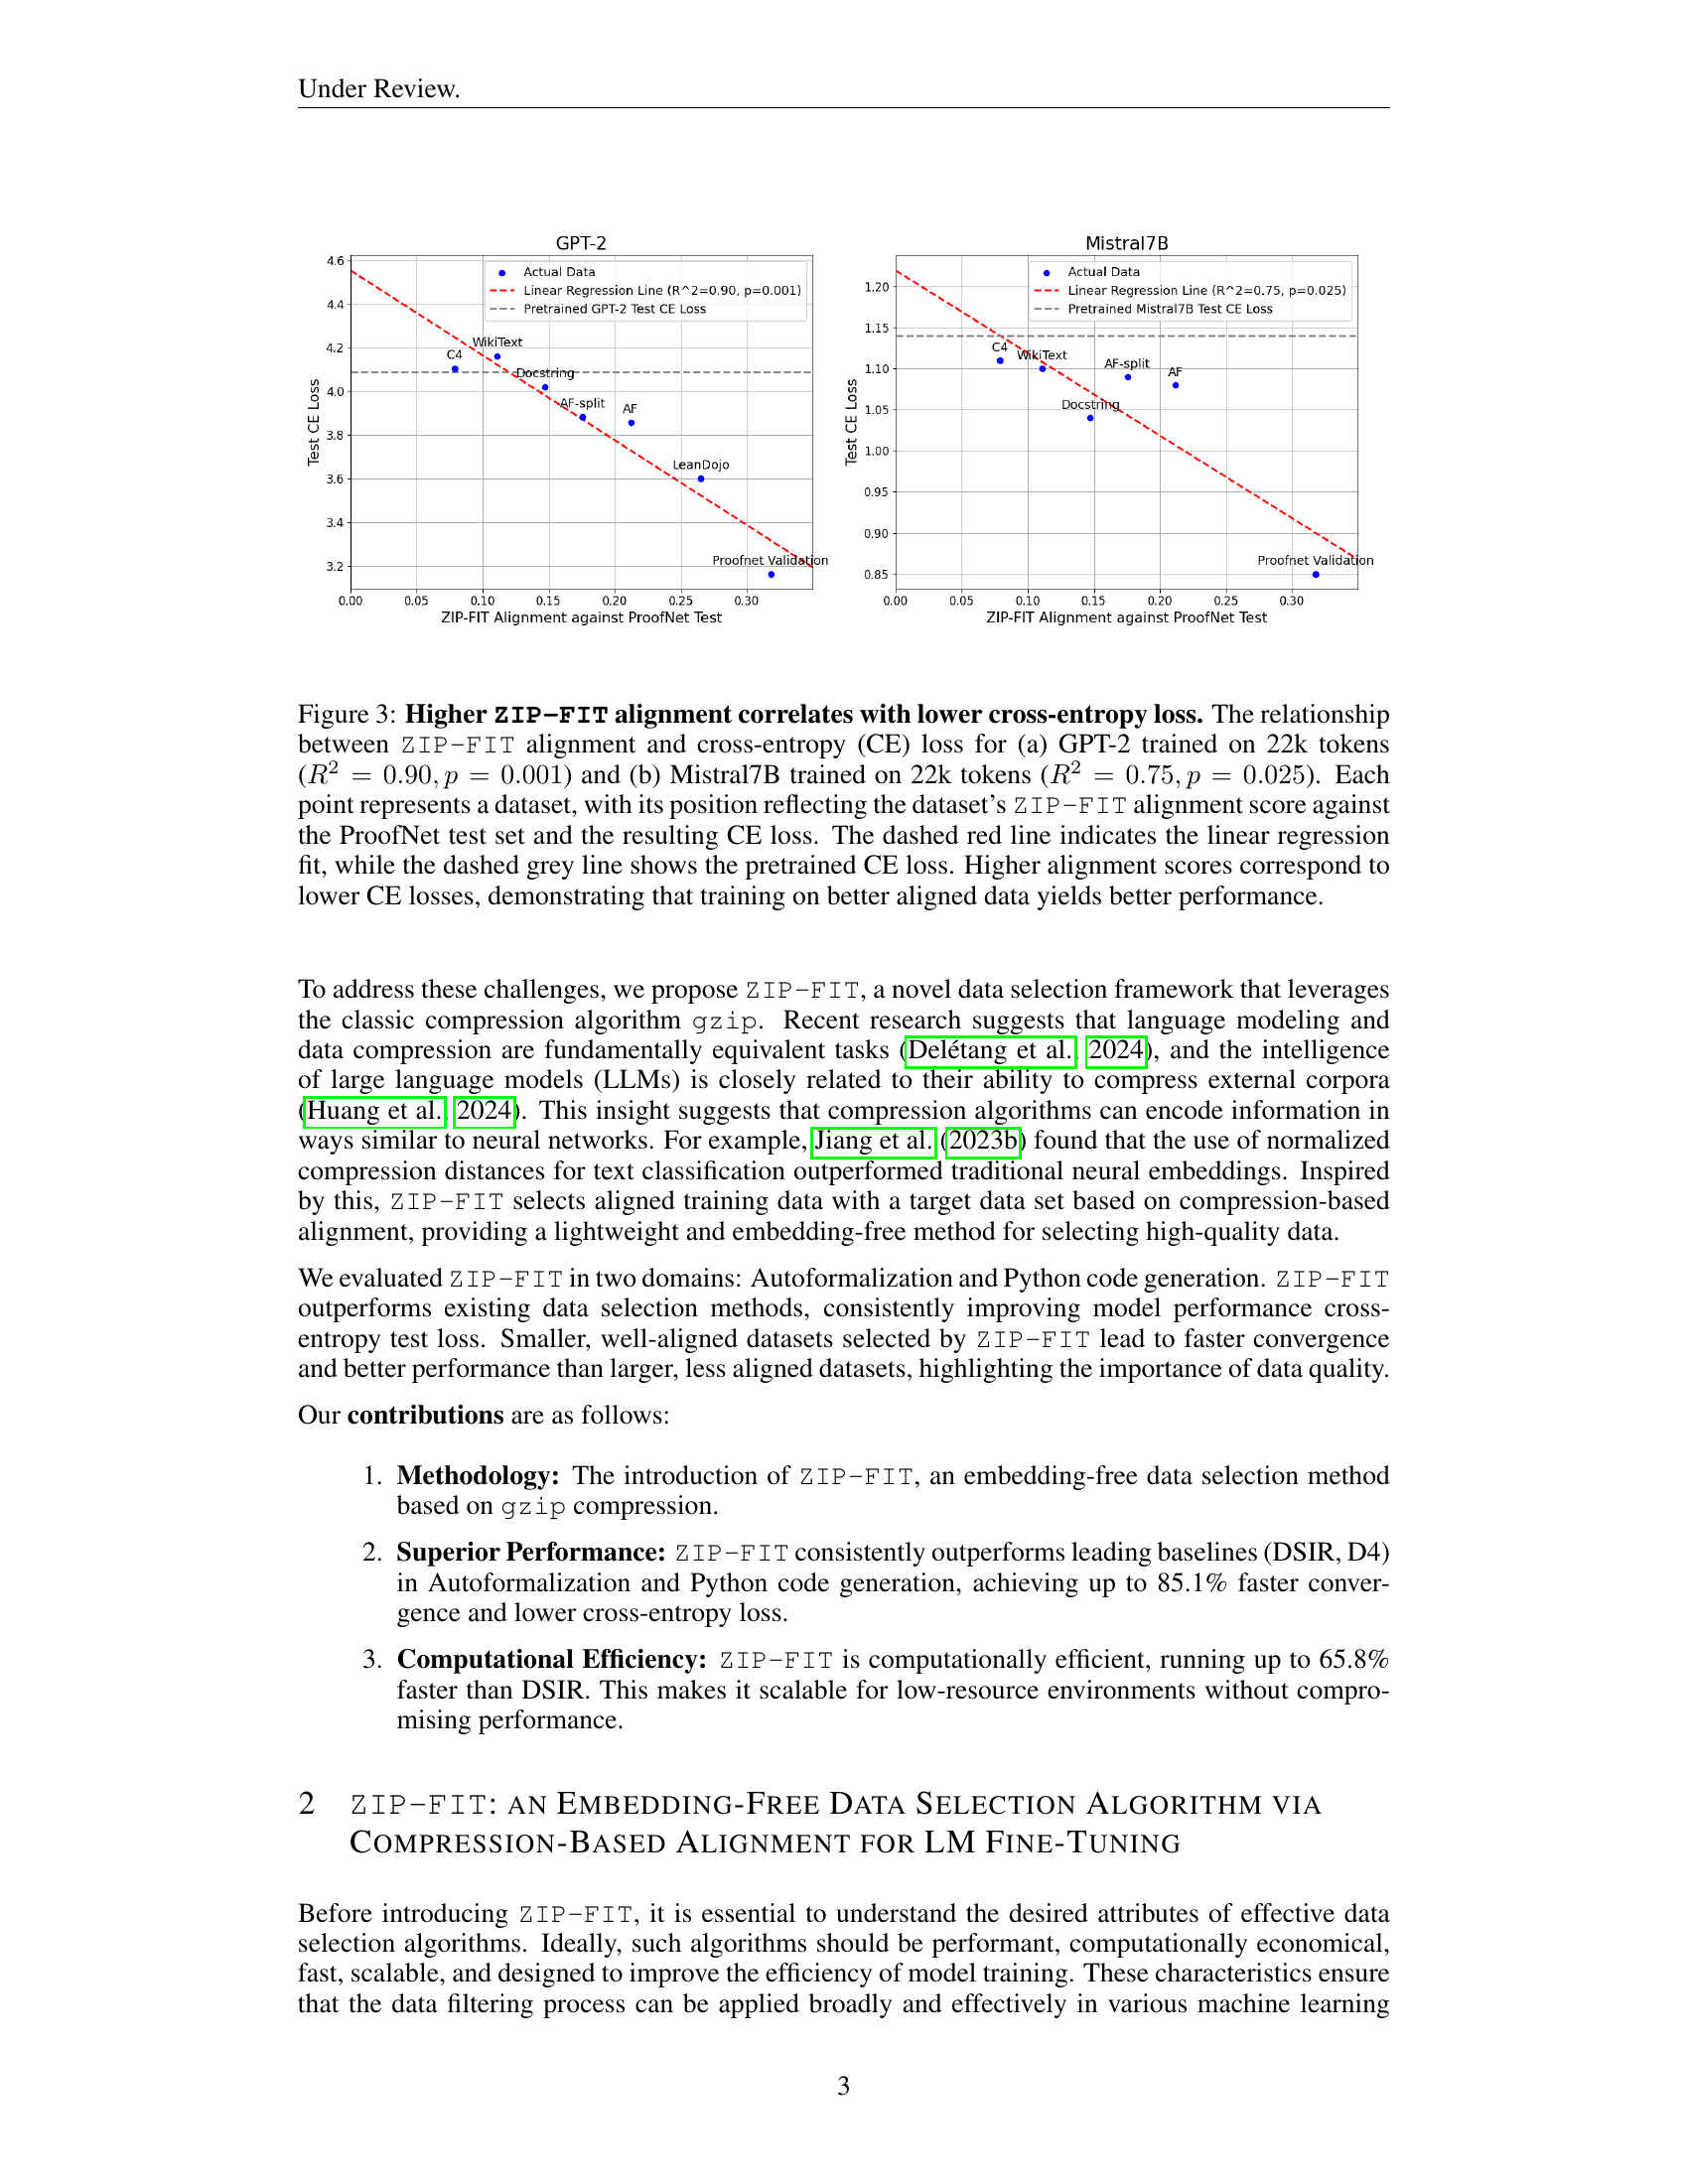 Under Review.
GPT-2
4.6
4.4
4.2
4.0
3.8
3.6
3.4
3.2
Test CE Loss
Actual Data
Linear Regression Line (R^2=0.90, p=0.001)
Pretrained GPT-2 Test CE Loss
C4
WikiText
Docstring
AF-split
AF
LeanDojo
Proofnet Validation
0.00 0.05 0.10 0.15 0.20 0.25 0.30
ZIP-FIT Alignment against ProofNet Test
Mistral7B
1.20
1.15
1.10
1.05
1.00
0.95
0.90
0.85
Test CE Loss
Actual Data
Linear Regression Line (R^2=0.75, p=0.025)
Pretrained Mistral7B Test CE Loss
C4
WikiText
AF-split
AF
Docstring
Proofnet Validation
0.00 0.05 0.10 0.15 0.20 0.25 0.30
ZIP-FIT Alignment against ProofNet Test
Figure 3: Higher ZIP-FIT alignment correlates with lower cross-entropy loss. The relationship
between ZIP-FIT alignment and cross-entropy (CE) loss for (a) GPT-2 trained on 22k tokens
(R² = 0.90, p = 0.001) and (b) Mistral7B trained on 22k tokens (R² = 0.75, p = 0.025). Each
point represents a dataset, with its position reflecting the dataset's ZIP-FIT alignment score against
the ProofNet test set and the resulting CE loss. The dashed red line indicates the linear regression
fit, while the dashed grey line shows the pretrained CE loss. Higher alignment scores correspond to
lower CE losses, demonstrating that training on better aligned data yields better performance.
To address these challenges, we propose ZIP-FIT, a novel data selection framework that leverages
the classic compression algorithm gzip. Recent research suggests that language modeling and
data compression are fundamentally equivalent tasks (Delétang et al., 2024), and the intelligence
of large language models (LLMs) is closely related to their ability to compress external corpora
(Huang et al., 2024). This insight suggests that compression algorithms can encode information in
ways similar to neural networks. For example, Jiang et al. (2023b) found that the use of normalized
compression distances for text classification outperformed traditional neural embeddings. Inspired
by this, ZIP-FIT selects aligned training data with a target data set based on compression-based
alignment, providing a lightweight and embedding-free method for selecting high-quality data.
We evaluated ZIP-FIT in two domains: Autoformalization and Python code generation. ZIP-FIT
outperforms existing data selection methods, consistently improving model performance cross-
entropy test loss. Smaller, well-aligned datasets selected by ZIP-FIT lead to faster convergence
and better performance than larger, less aligned datasets, highlighting the importance of data quality.
Our contributions are as follows:
1. Methodology: The introduction of ZIP-FIT, an embedding-free data selection method
based on gzip compression.
2. Superior Performance: ZIP-FIT consistently outperforms leading baselines (DSIR, D4)
in Autoformalization and Python code generation, achieving up to 85.1% faster conver-
gence and lower cross-entropy loss.
3. Computational Efficiency: ZIP-FIT is computationally efficient, running up to 65.8%
faster than DSIR. This makes it scalable for low-resource environments without compro-
mising performance.
2 ZIP-FIT: AN EMBEDDING-FREE DATA SELECTION ALGORITHM VIA
COMPRESSION-BASED ALIGNMENT FOR LM FINE-TUNING
Before introducing ZIP-FIT, it is essential to understand the desired attributes of effective data
selection algorithms. Ideally, such algorithms should be performant, computationally economical,
fast, scalable, and designed to improve the efficiency of model training. These characteristics ensure
that the data filtering process can be applied broadly and effectively in various machine learning
3